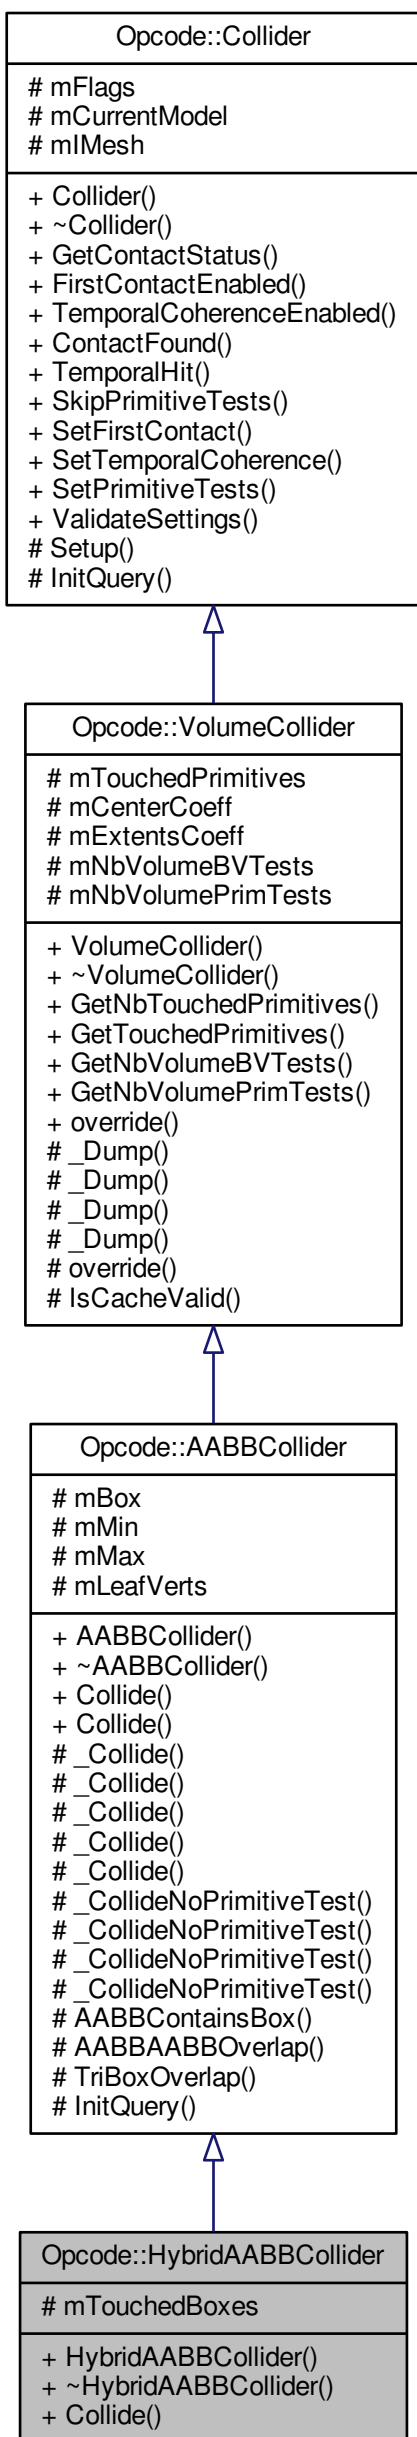 Opcode::Collider
# mFlags
# mCurrentModel
# mIMesh
+ Collider()
+ ~Collider()
+ GetContactStatus()
+ FirstContactEnabled()
+ TemporalCoherenceEnabled()
+ ContactFound()
+ TemporalHit()
+ SkipPrimitiveTests()
+ SetFirstContact()
+ SetTemporalCoherence()
+ SetPrimitiveTests()
+ ValidateSettings()
# Setup()
# InitQuery()
Opcode::VolumeCollider
# mTouchedPrimitives
# mCenterCoeff
# mExtentsCoeff
# mNbVolumeBVTests
# mNbVolumePrimTests
+ VolumeCollider()
+ ~VolumeCollider()
+ GetNbTouchedPrimitives()
+ GetTouchedPrimitives()
+ GetNbVolumeBVTests()
+ GetNbVolumePrimTests()
+ override()
# _Dump()
# _Dump()
# _Dump()
# _Dump()
# override()
# IsCacheValid()
Opcode::AABBCollider
# mBox
# mMin
# mMax
# mLeafVerts
+ AABBCollider()
+ ~AABBCollider()
+ Collide()
+ Collide()
# _Collide()
# _Collide()
# _Collide()
# _Collide()
# _Collide()
# _CollideNoPrimitiveTest()
# _CollideNoPrimitiveTest()
# _CollideNoPrimitiveTest()
# _CollideNoPrimitiveTest()
# AABBContainsBox()
# AABBAABBOverlap()
# TriBoxOverlap()
# InitQuery()
Opcode::HybridAABBCollider
# mTouchedBoxes
+ HybridAABBCollider()
+ ~HybridAABBCollider()
+ Collide()